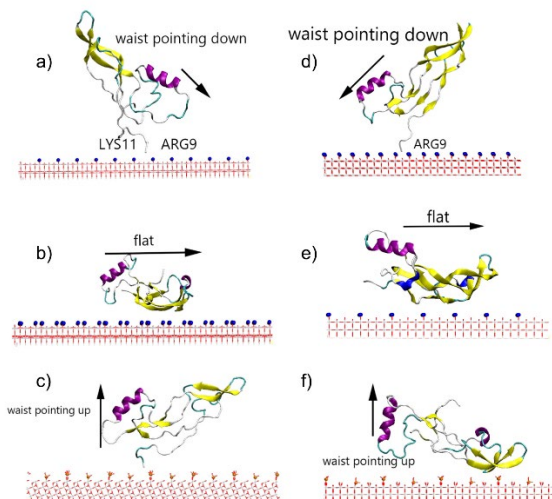 a)
waist pointing down
LYS11 ARG9
d)
waist pointing down
ARG9
b)
flat
e)
flat
c)
waist pointing up
f)
waist pointing up